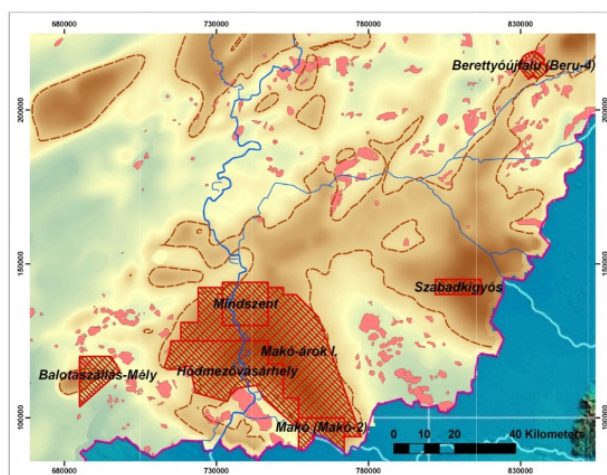 680000 730000 780000 830000
Berettyóújfalu (Beru-4)
200000
200000
150000
150000
Szabadkígyós
Mindszent
Makó-árok I.
Balotaszállás-Mély
Hódmezővásárhely
100000
Makó (Makó-2)
100000
0 10 20 40 Kilometers
680000 730000 780000 830000